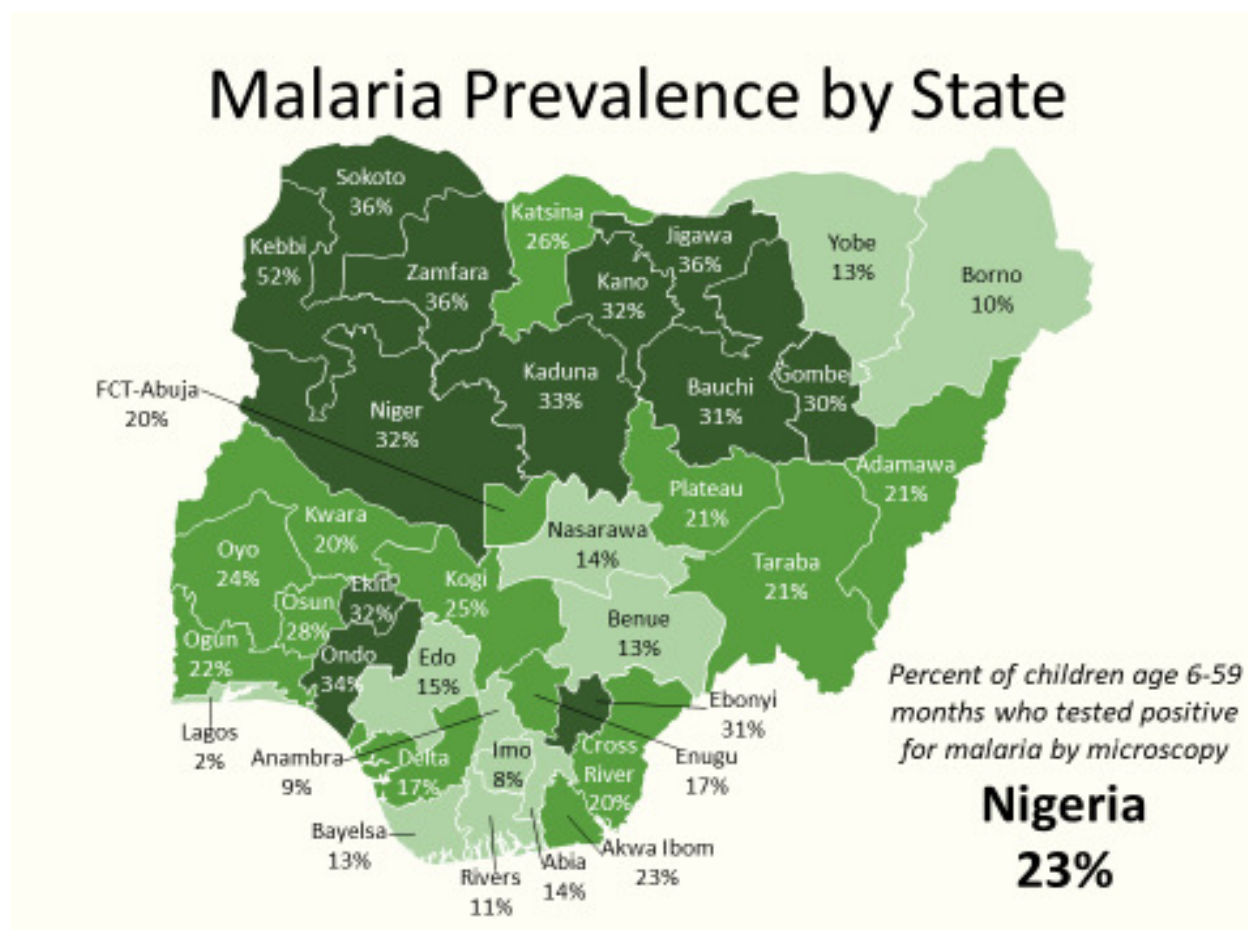 Malaria Prevalence by State
Sokoto
36%
Katsina
26%
Kebbi
52%
Zamfara
36%
Jigawa
36%
Kano
32%
Yobe
13%
Borno
10%
FCT-Abuja
20%
Niger
32%
Kaduna
33%
Bauchi
31%
Gombe
30%
Adamawa
21%
Plateau
21%
Nasarawa
14%
Taraba
21%
Kwara
20%
Oyo
24%
Kogi
25%
Ekiti
32%
Osun
28%
Benue
13%
Ogun
22%
Ondo
34%
Edo
15%
Lagos
2%
Anambra
9%
Delta
17%
Imo
8%
Cross
River
20%
Ebonyi
31%
Enugu
17%
Bayelsa
13%
Rivers
11%
Abia
14%
Akwa Ibom
23%
Percent of children age 6-59
months who tested positive
for malaria by microscopy
Nigeria
23%